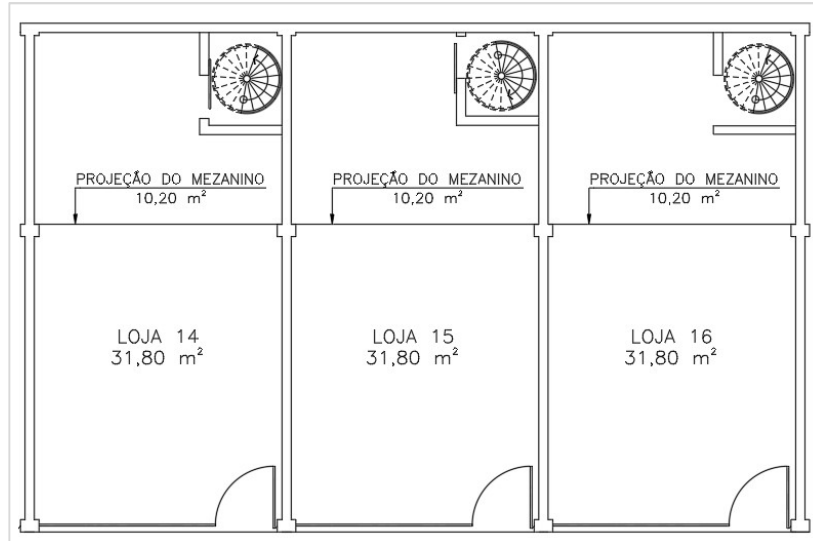 PROJEÇÃO DO MEZANINO
10,20 m²
PROJEÇÃO DO MEZANINO
10,20 m²
PROJEÇÃO DO MEZANINO
10,20 m²
LOJA 14
31,80 m²
LOJA 15
31,80 m²
LOJA 16
31,80 m²